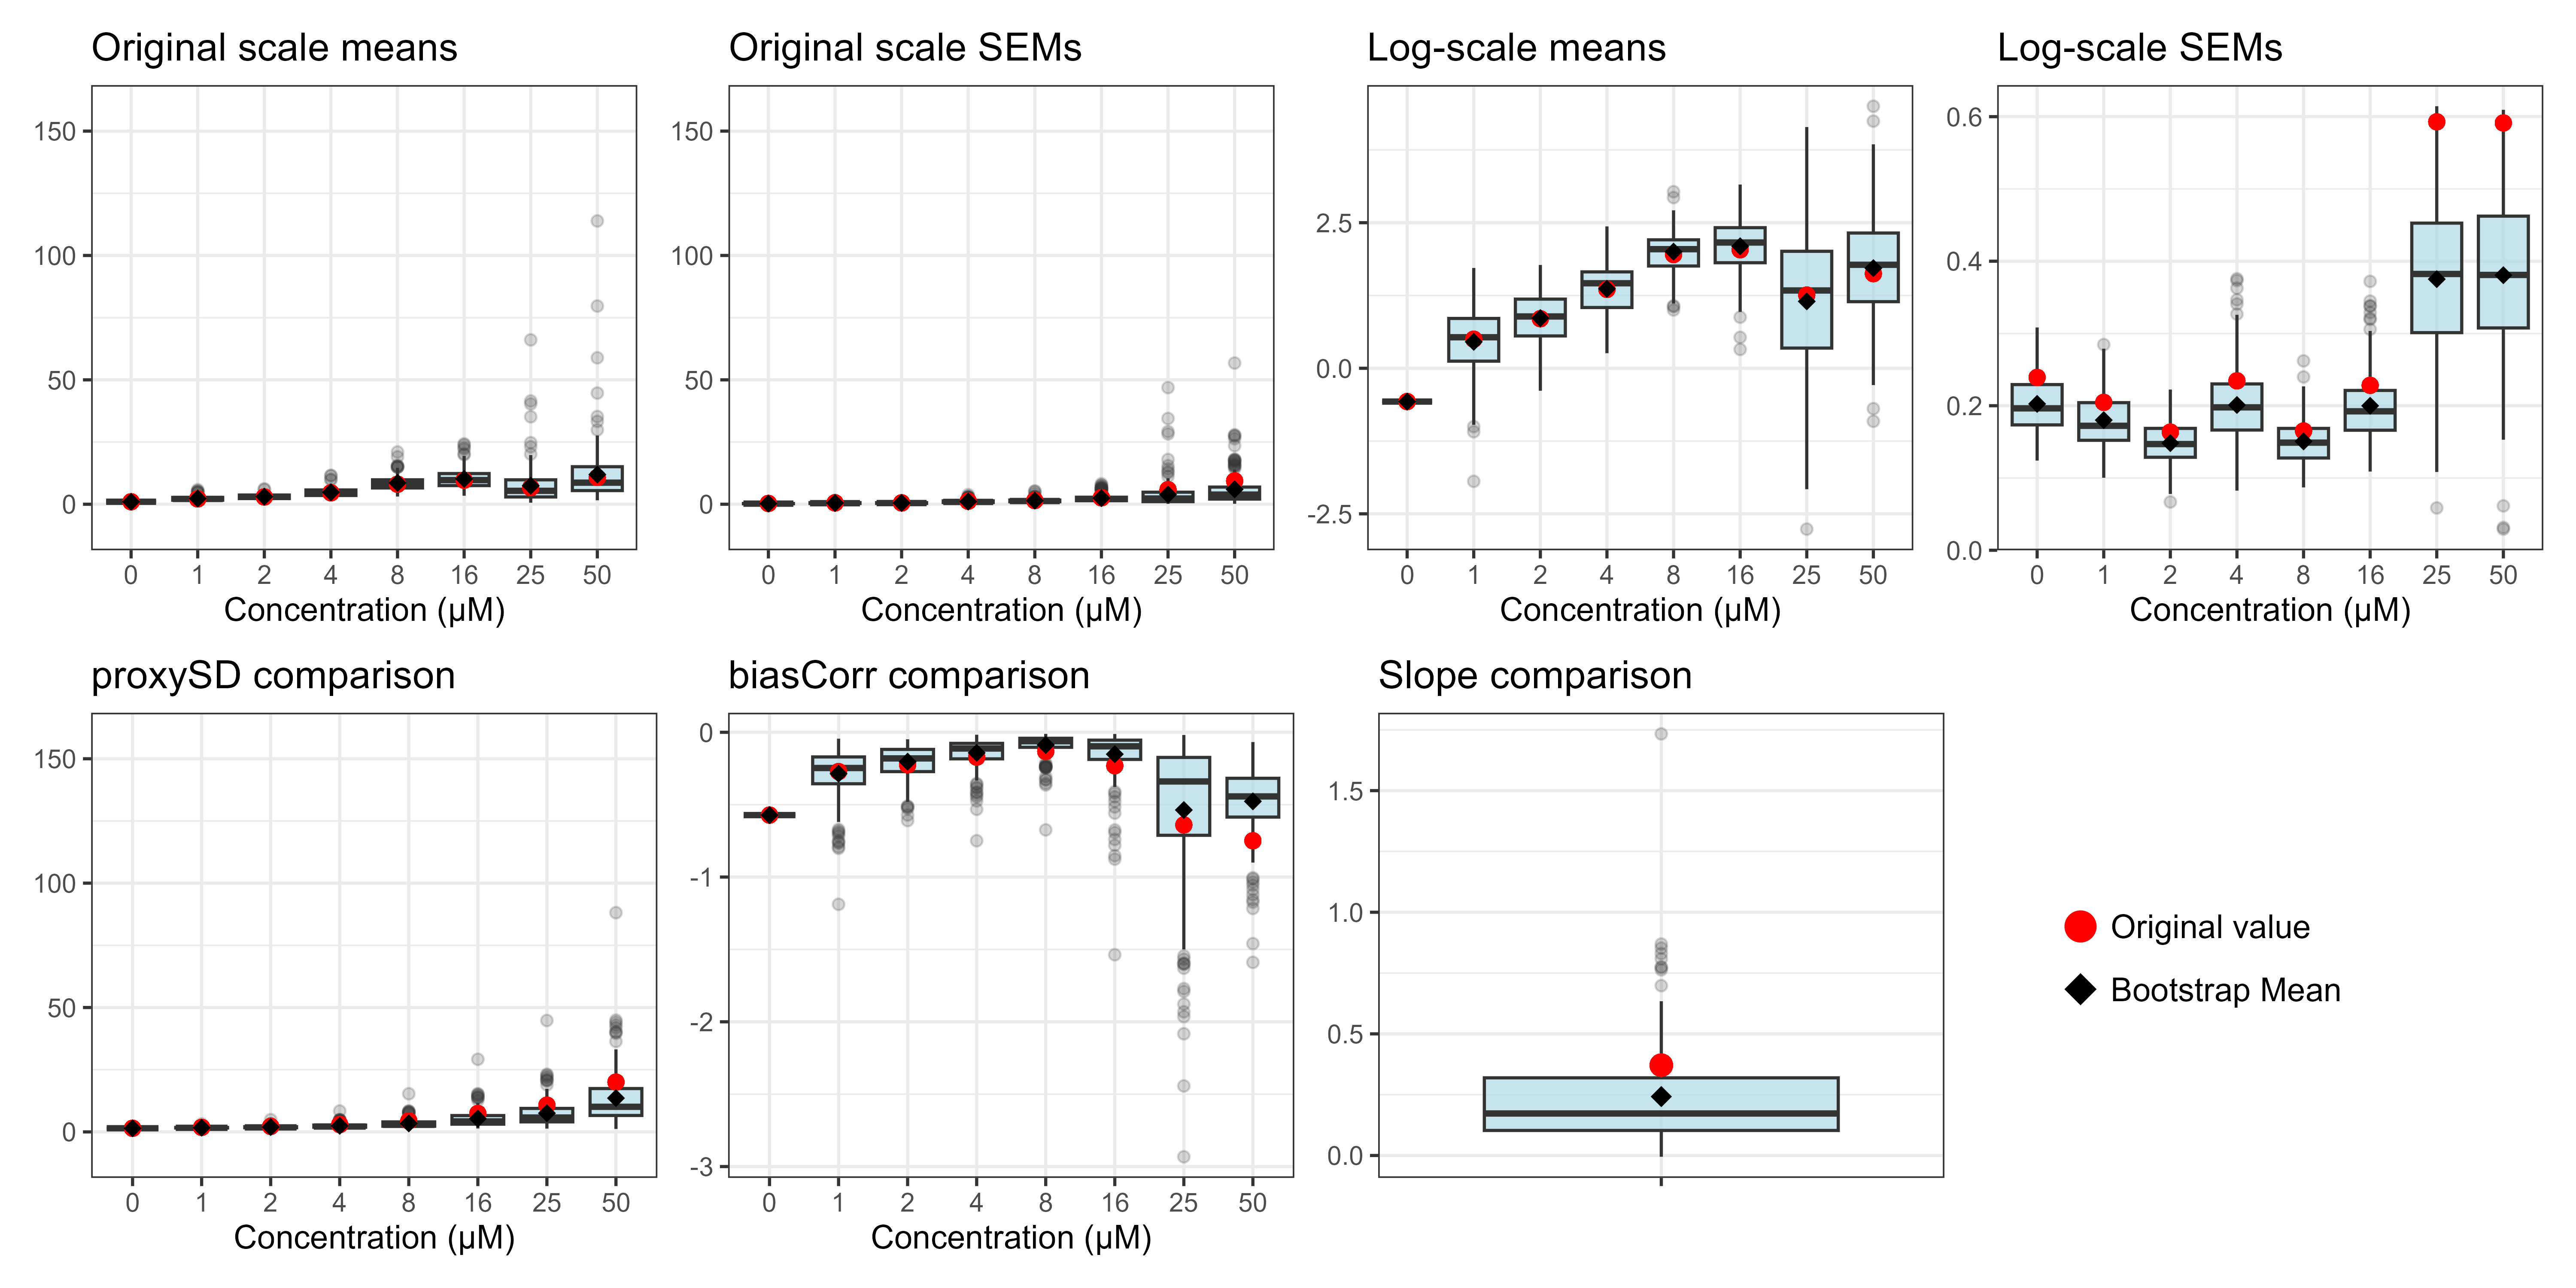 Original scale means
150
100
50
0
0 1 2 4 8 16 25 50
Concentration (µM)
Original scale SEMs
150
100
50
0
0 1 2 4 8 16 25 50
Concentration (µM)
Log-scale means
2.5
0.0
-2.5
0 1 2 4 8 16 25 50
Concentration (µM)
Log-scale SEMs
0.6
0.4
0.2
0.0
0 1 2 4 8 16 25 50
Concentration (µM)
proxySD comparison
150
100
50
0
0 1 2 4 8 16 25 50
Concentration (µM)
biasCorr comparison
0
-1
-2
-3
0 1 2 4 8 16 25 50
Concentration (µM)
Slope comparison
1.5
1.0
0.5
0.0
Original value
Bootstrap Mean